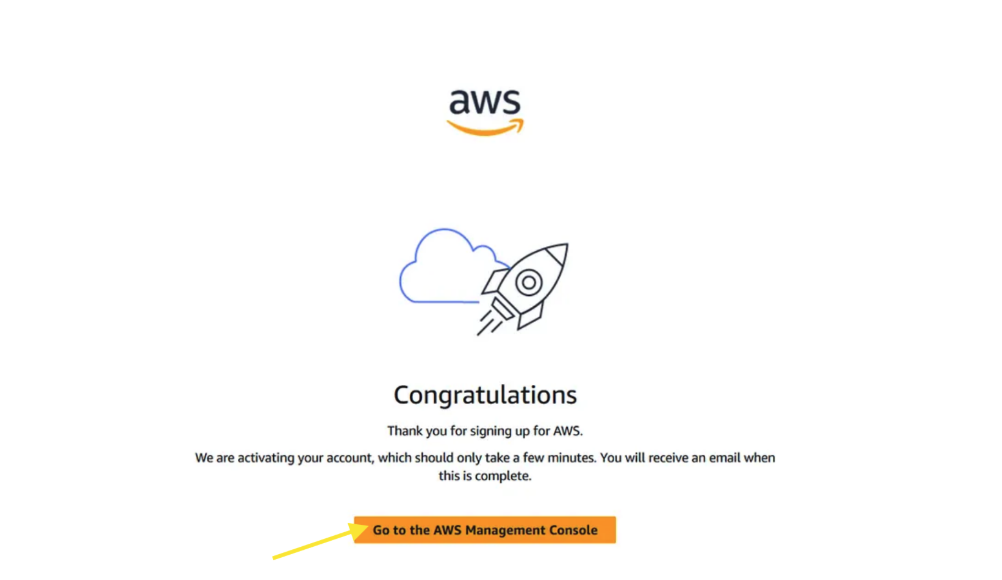 aws
Congratulations
Thank you for signing up for AWS.
We are activating your account, which should only take a few minutes. You will receive an email when
this is complete.
Go to the AWS Management Console